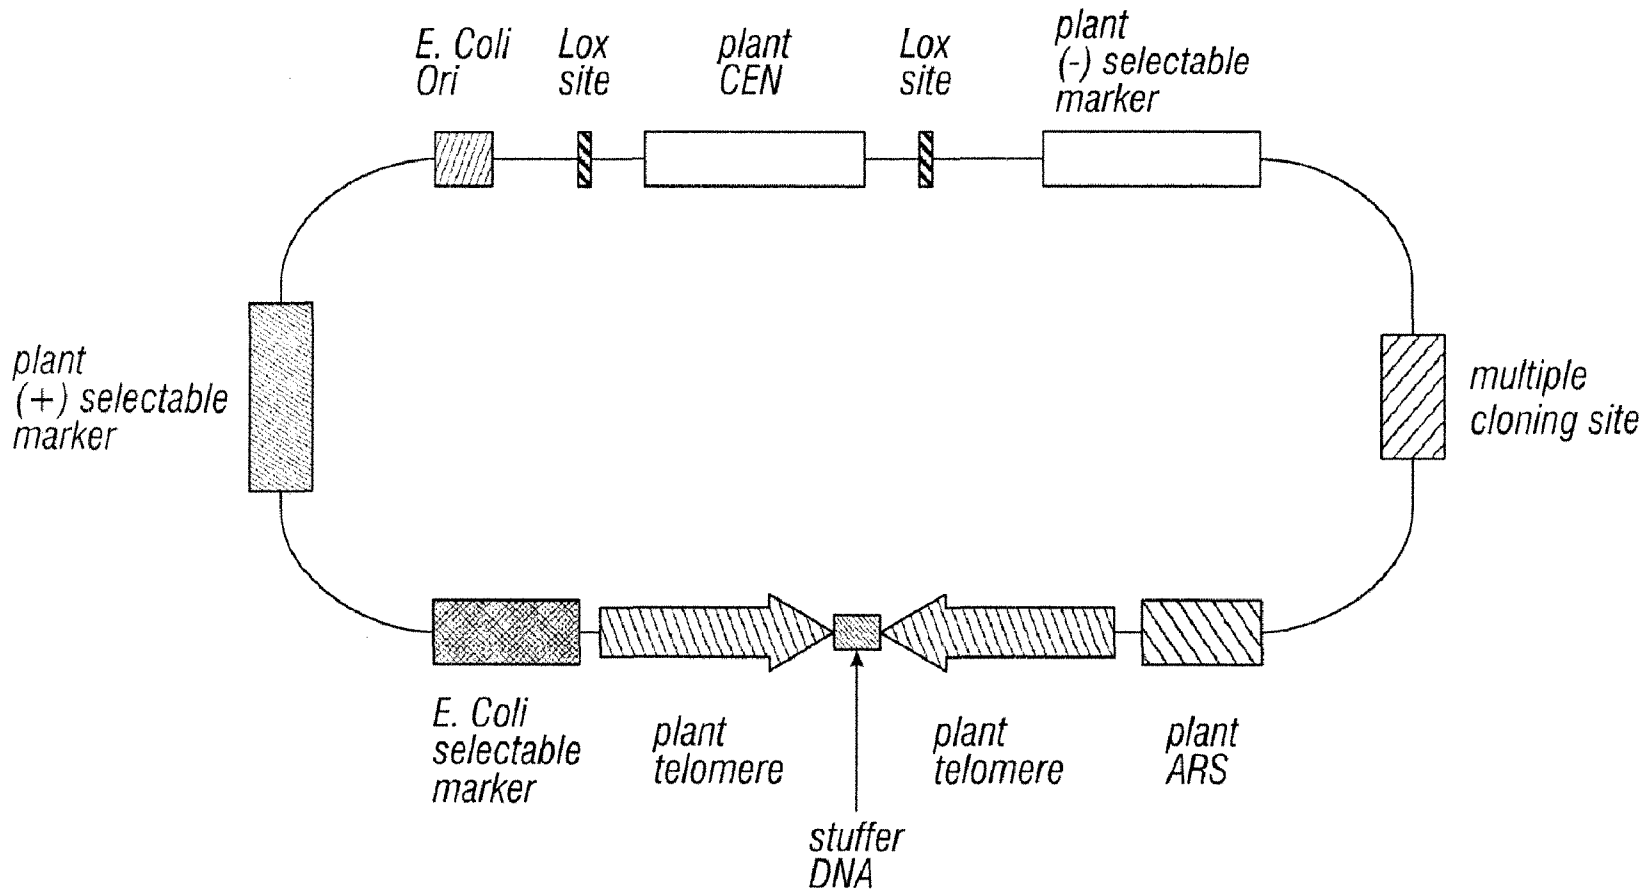 E. Coli
Ori
Lox
site
plant
CEN
Lox
site
plant
(-) selectable
marker
plant
(+) selectable
marker
multiple
cloning site
E. Coli
selectable
marker
plant
telomere
plant
telomere
plant
ARS
stuffer
DNA